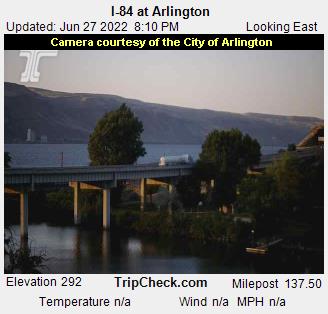 I-84 at Arlington
Updated: Jun 27 2022 8:10 PM Looking East
Camera courtesy of the City of Arlington
Elevation 292 TripCheck.com Milepost 137.50
Temperature n/a Wind n/a MPH n/a